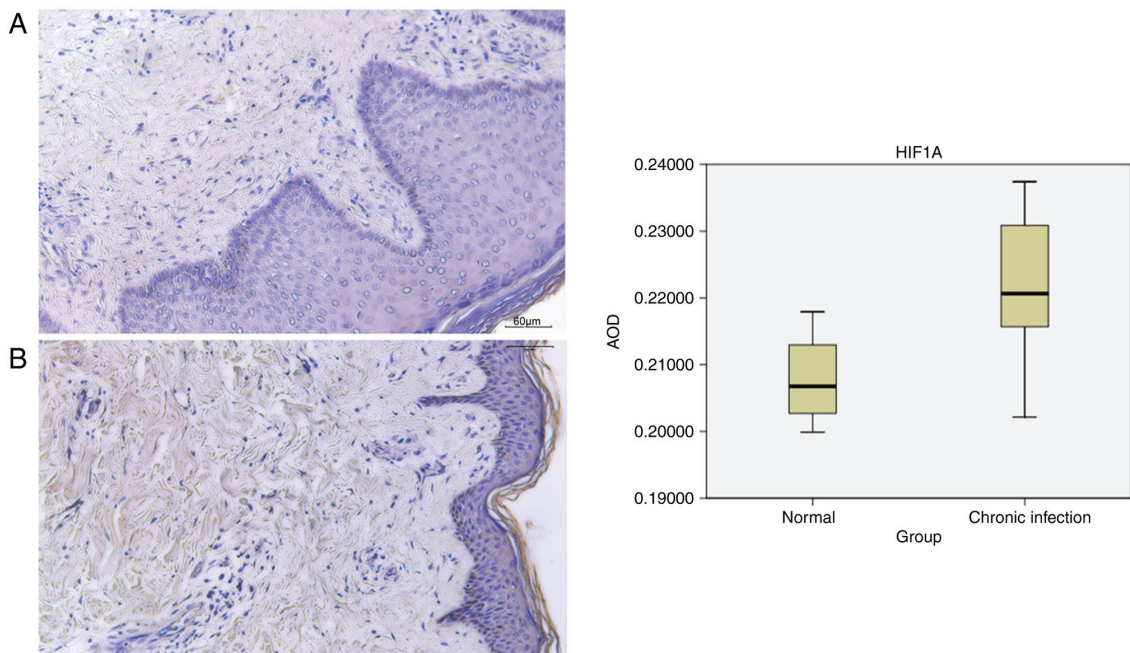 A
60μm
B
HIF1A
0.24000
0.23000
0.22000
0.21000
0.20000
0.19000
AOD
Normal
Chronic infection
Group